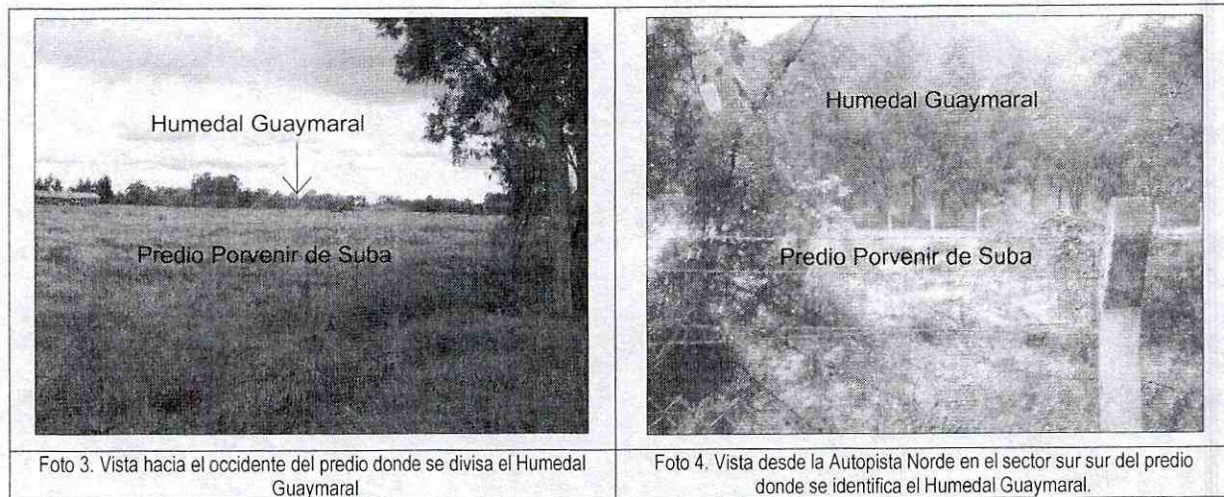 Humedal Guaymaral
Predio Porvenir de Suba
Foto 3. Vista hacia el occidente del predio donde se divisa el Humedal
Guaymaral
Humedal Guaymaral
Predio Porvenir de Suba
Foto 4. Vista desde la Autopista Norde en el sector sur sur del predio
donde se identifica el Humedal Guaymaral.